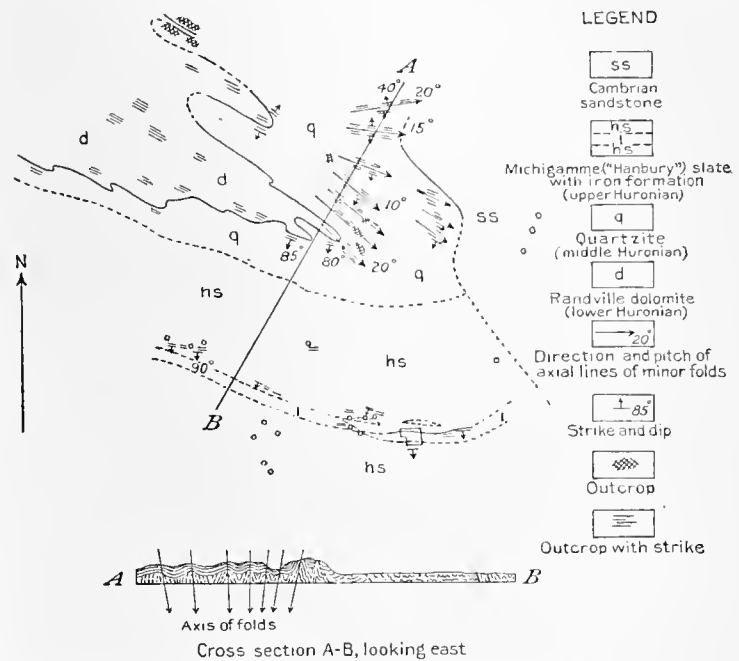 A
40°
20°
15°
q
d
d
10°
ss
q
85°
80°
20°
q
N
hs
hs
90°
B
l
l
hs
A
B
Axis of folds
Cross section A-B, looking east
LEGEND
ss
Cambrian
sandstone
hs
l
hs
Michigamme ("Hanbury") slate
with iron formation
(upper Huronian)
q
Quartzite
(middle Huronian)
d
Randville dolomite
(lower Huronian)
20°
Direction and pitch of
axial lines of minor folds
85°
Strike and dip
Outcrop
Outcrop with strike